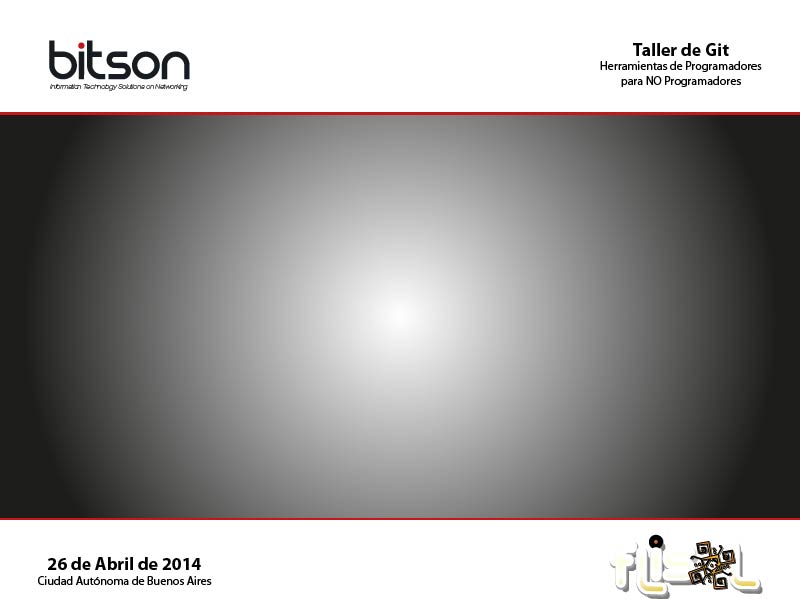 bitson
Information Technology Solutions on Networking
Taller de Git
Herramientas de Programadores
para NO Programadores
26 de Abril de 2014
Ciudad Autónoma de Buenos Aires
flisol